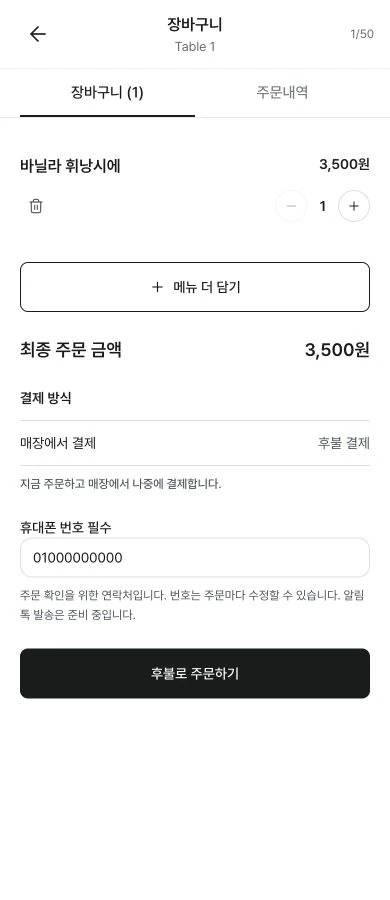 장바구니
Table 1
1/50
장바구니 (1)
주문내역
바닐라 휘낭시에
3,500원
1
메뉴 더 담기
최종 주문 금액
3,500원
결제 방식
매장에서 결제
후불 결제
지금 주문하고 매장에서 나중에 결제합니다.
휴대폰 번호 필수
01000000000
주문 확인을 위한 연락처입니다. 번호는 주문마다 수정할 수 있습니다. 알림
톡 발송은 준비 중입니다.
후불로 주문하기